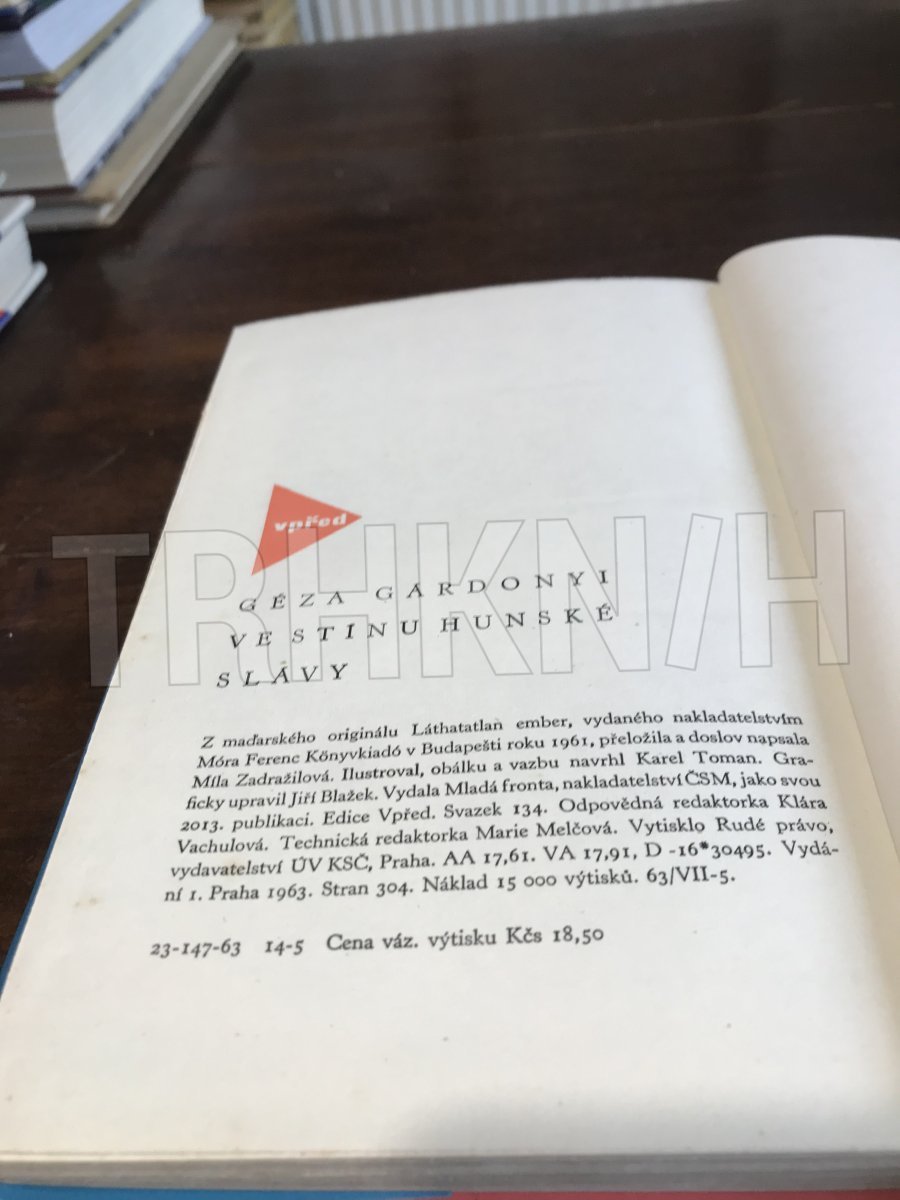 vpřed
TRHKN/H
GÉZA GÁRDONYI
VE STÍNU HUNSKÉ
SLÁVY
Z maďarského originálu Láthatatlan ember, vydaného nakladatelstvím
Móra Ferenc Könyvkiadó v Budapešti roku 1961, přeložila a doslov napsala
Míla Zadražilová. Ilustroval, obálku a vazbu navrhl Karel Toman. Gra-
ficky upravil Jiří Blažek. Vydala Mladá fronta, nakladatelství ČSM, jako svou
2013. publikaci. Edice Vpřed. Svazek 134. Odpovědná redaktorka Klára
Vachulová. Technická redaktorka Marie Melčová. Vytisklo Rudé právo,
vydavatelství ÚV KSČ, Praha. AA 17,61. VA 17,91, D -16*30495. Vydá-
ní 1. Praha 1963. Stran 304. Náklad 15 000 výtisků. 63/VII-5.
23-147-63 14-5 Cena váz. výtisku Kčs 18,50